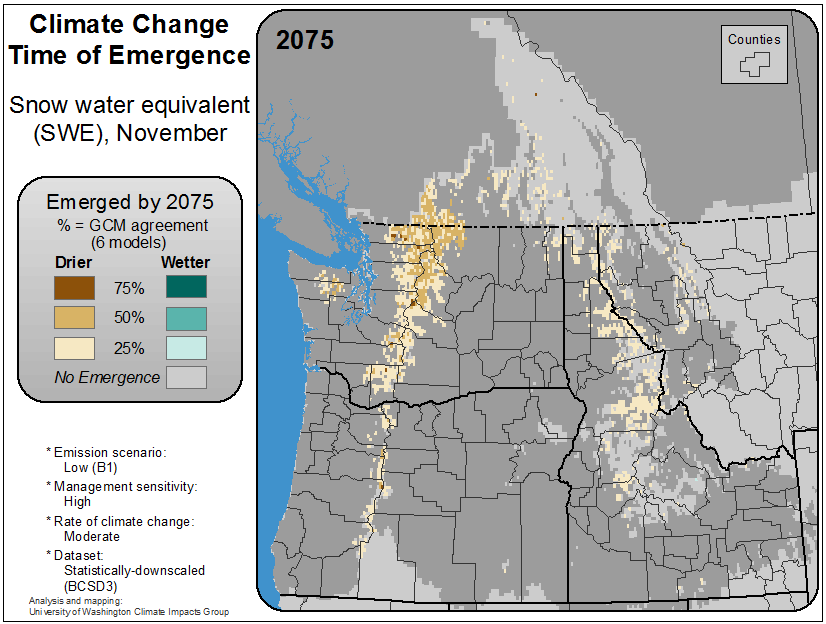 Climate Change
Time of Emergence
Snow water equivalent
(SWE), November
Emerged by 2075
% = GCM agreement
(6 models)
Drier Wetter
75%
50%
25%
No Emergence
* Emission scenario:
Low (B1)
* Management sensitivity:
High
* Rate of climate change:
Moderate
* Dataset:
Statistically-downscaled
(BCSD3)
Analysis and mapping:
University of Washington Climate Impacts Group
2075
Counties